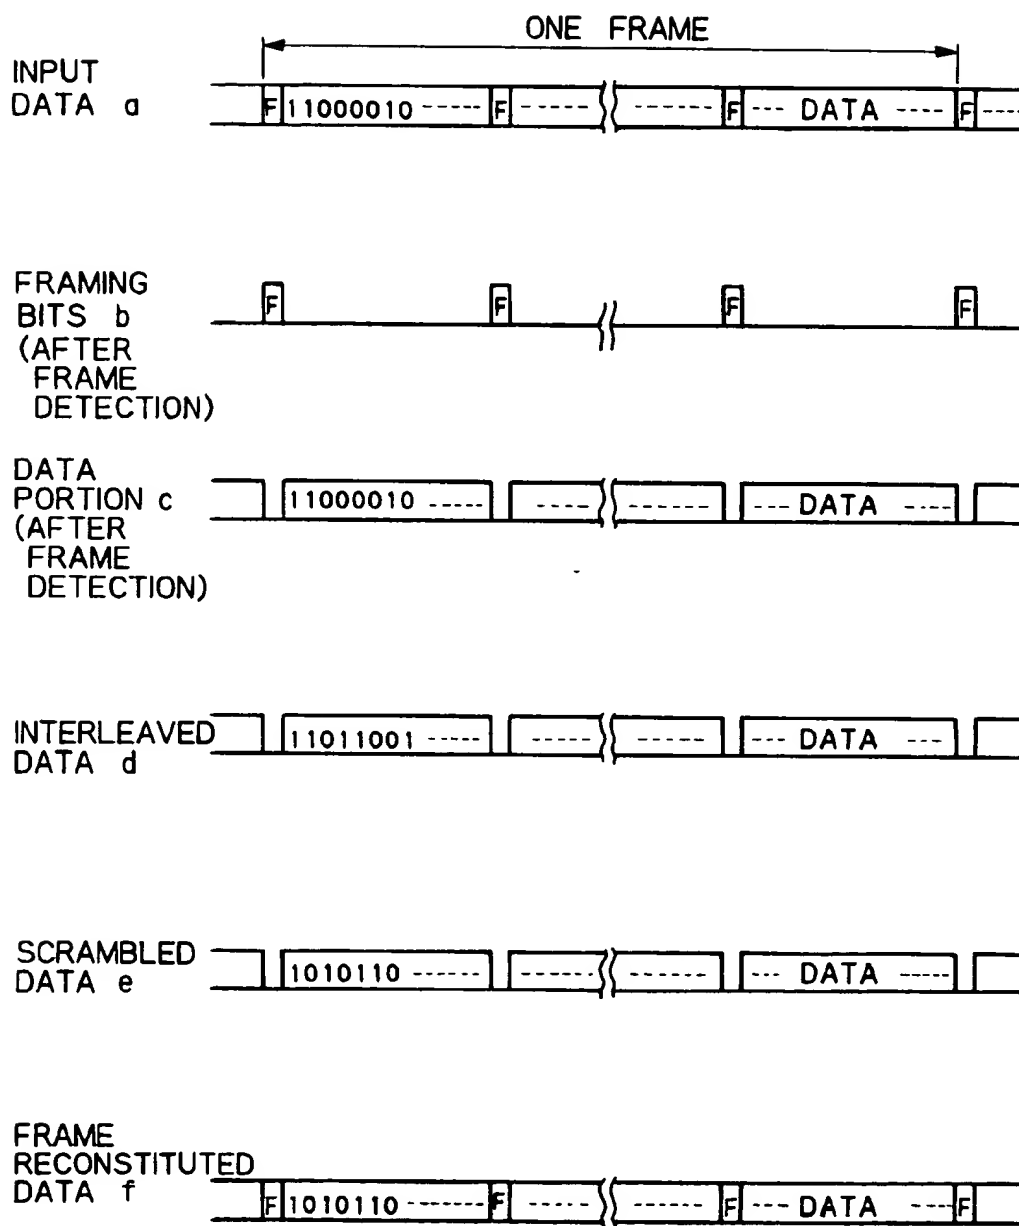 ONE FRAME
INPUT
DATA a
F 11000010 ----- F ----- ------ F --- DATA ---- F ----
FRAMING
BITS b
(AFTER
FRAME
DETECTION)
F F F F
DATA
PORTION c
(AFTER
FRAME
DETECTION)
11000010 ----- ----- ------ --- DATA ----
INTERLEAVED
DATA d
11011001 ----- ----- ------ --- DATA ----
SCRAMBLED
DATA e
1010110 ------ ----- ------ --- DATA ----
FRAME
RECONSTITUTED
DATA f
F 1010110 ------ F ----- ------ F --- DATA --- F